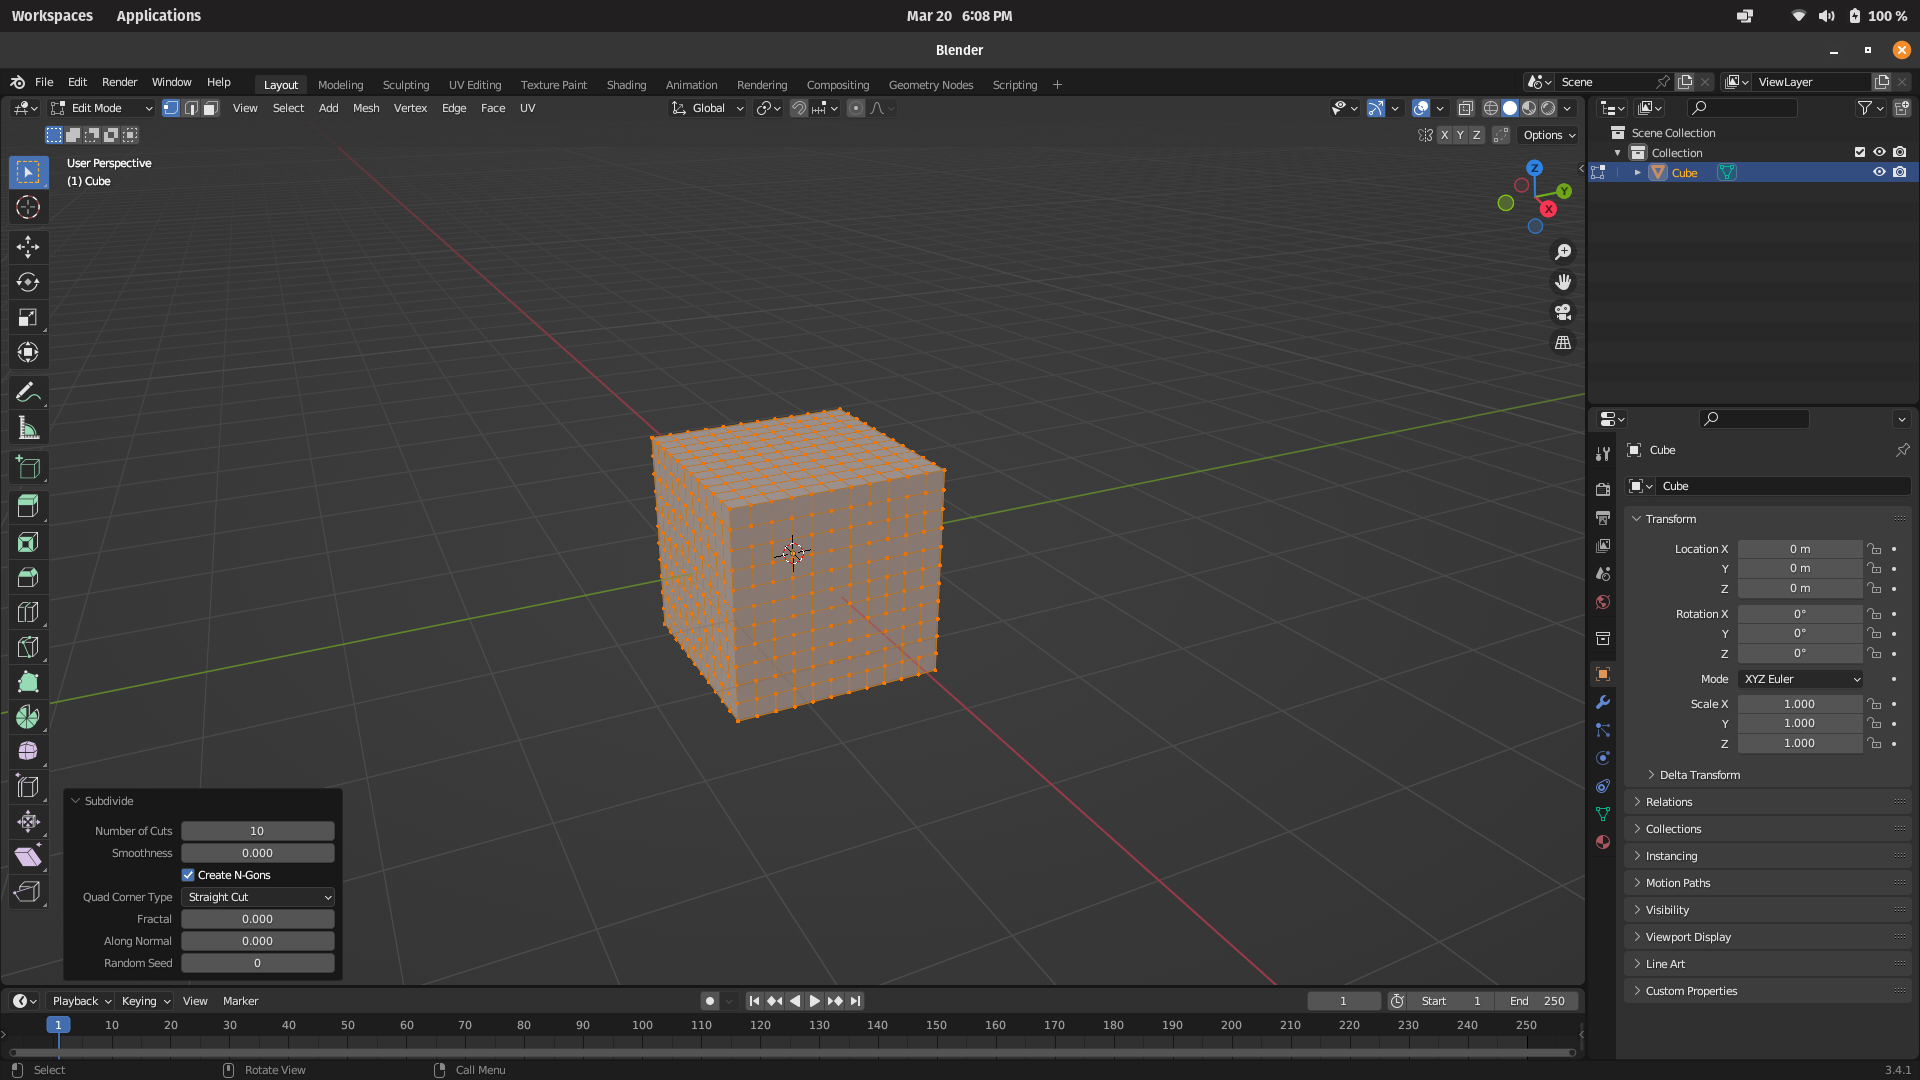 Workspaces Applications Mar 20 6:08 PM 100 %
Blender
File Edit Render Window Help Layout Modeling Sculpting UV Editing Texture Paint Shading Animation Rendering Compositing Geometry Nodes Scripting + Scene ViewLayer
Edit Mode View Select Add Mesh Vertex Edge Face UV Global
X Y Z Options
User Perspective
(1) Cube
Z
Y
X
Scene Collection
Collection
Cube
Cube
Cube
Transform
Location X 0 m
Y 0 m
Z 0 m
Rotation X 0°
Y 0°
Z 0°
Mode XYZ Euler
Scale X 1.000
Y 1.000
Z 1.000
Delta Transform
Relations
Collections
Instancing
Motion Paths
Visibility
Viewport Display
Line Art
Custom Properties
Subdivide
Number of Cuts 10
Smoothness 0.000
Create N-Gons
Quad Corner Type Straight Cut
Fractal 0.000
Along Normal 0.000
Random Seed 0
Playback Keying View Marker 1 Start 1 End 250
1 10 20 30 40 50 60 70 80 90 100 110 120 130 140 150 160 170 180 190 200 210 220 230 240 250
Select Rotate View Call Menu 3.4.1